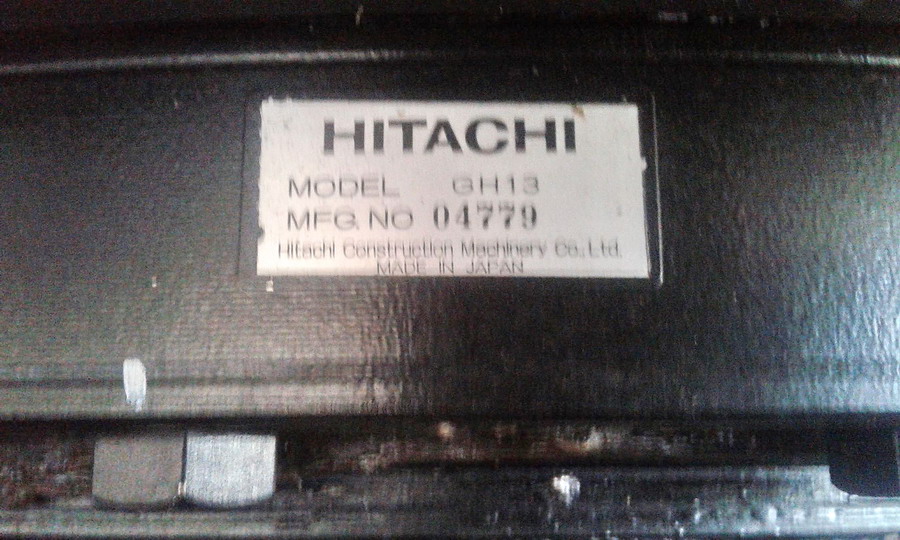 HITACHI
MODEL GH13
MFG. NO 04779
Hitachi Construction Machinery Co., Ltd.
MADE IN JAPAN